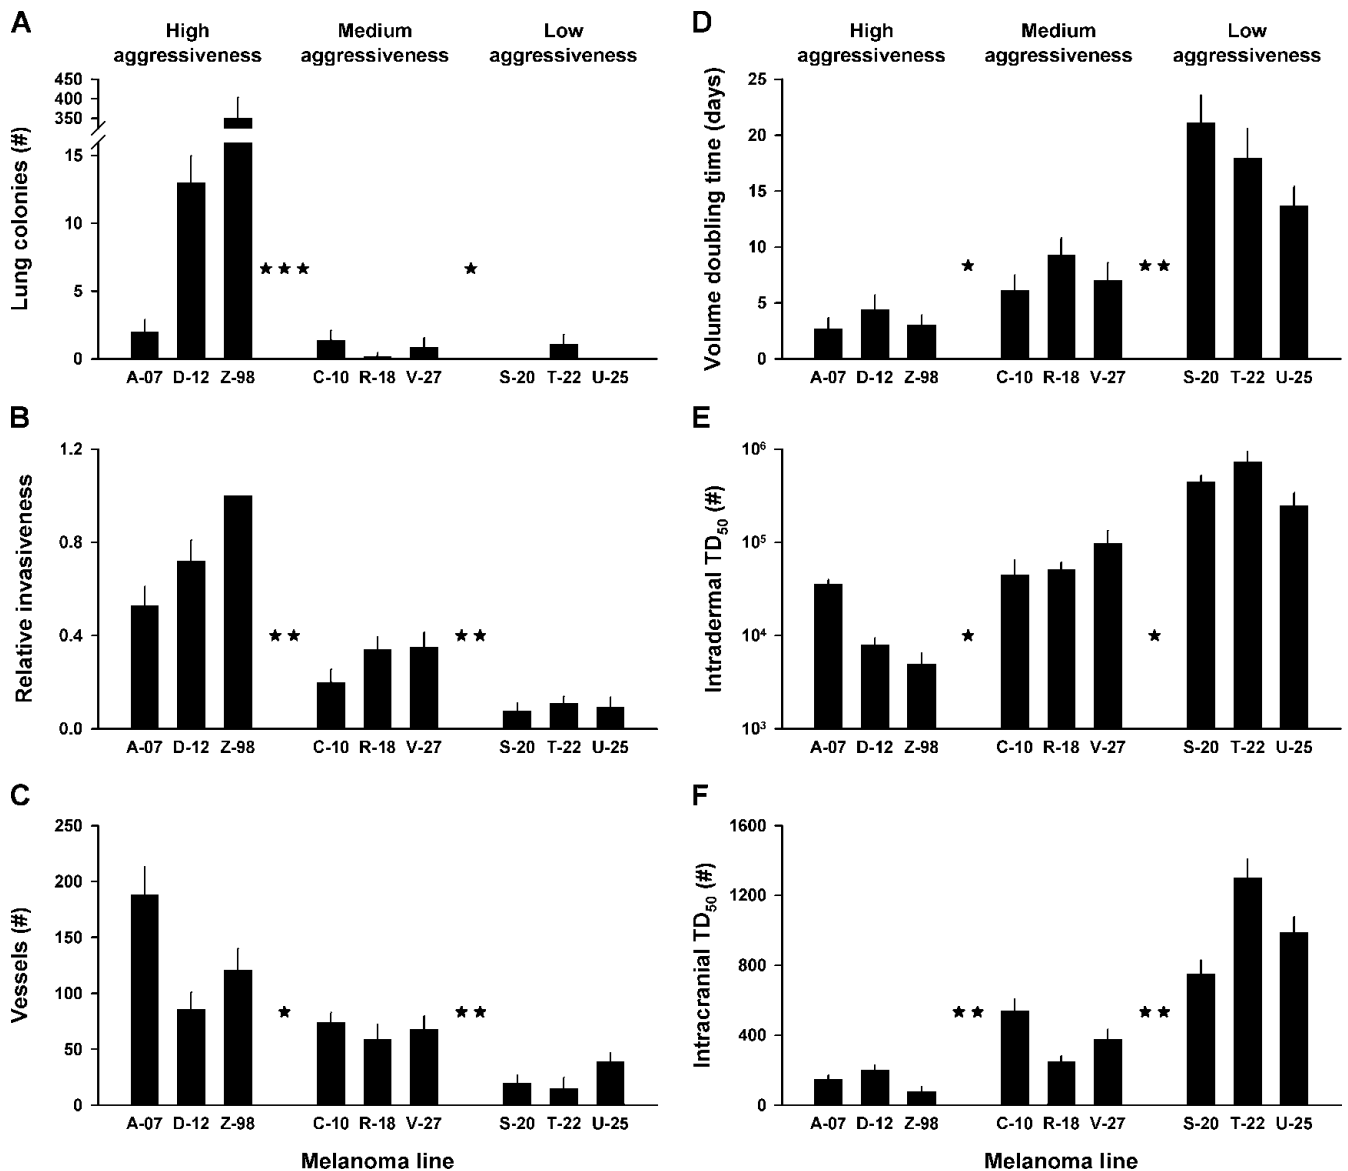 A
High aggressiveness
Medium aggressiveness
Low aggressiveness
Lung colonies (#)
450
400
350
15
10
5
0
A-07 D-12 Z-98 C-10 R-18 V-27 S-20 T-22 U-25
B
Relative invasiveness
1.2
0.8
0.4
0.0
A-07 D-12 Z-98 C-10 R-18 V-27 S-20 T-22 U-25
C
Vessels (#)
250
200
150
100
50
0
A-07 D-12 Z-98 C-10 R-18 V-27 S-20 T-22 U-25
Melanoma line
D
High aggressiveness
Medium aggressiveness
Low aggressiveness
Volume doubling time (days)
25
20
15
10
5
0
A-07 D-12 Z-98 C-10 R-18 V-27 S-20 T-22 U-25
E
Intradermal TD50 (#)
10⁶
10⁵
10⁴
10³
A-07 D-12 Z-98 C-10 R-18 V-27 S-20 T-22 U-25
F
Intracranial TD50 (#)
1600
1200
800
400
0
A-07 D-12 Z-98 C-10 R-18 V-27 S-20 T-22 U-25
Melanoma line